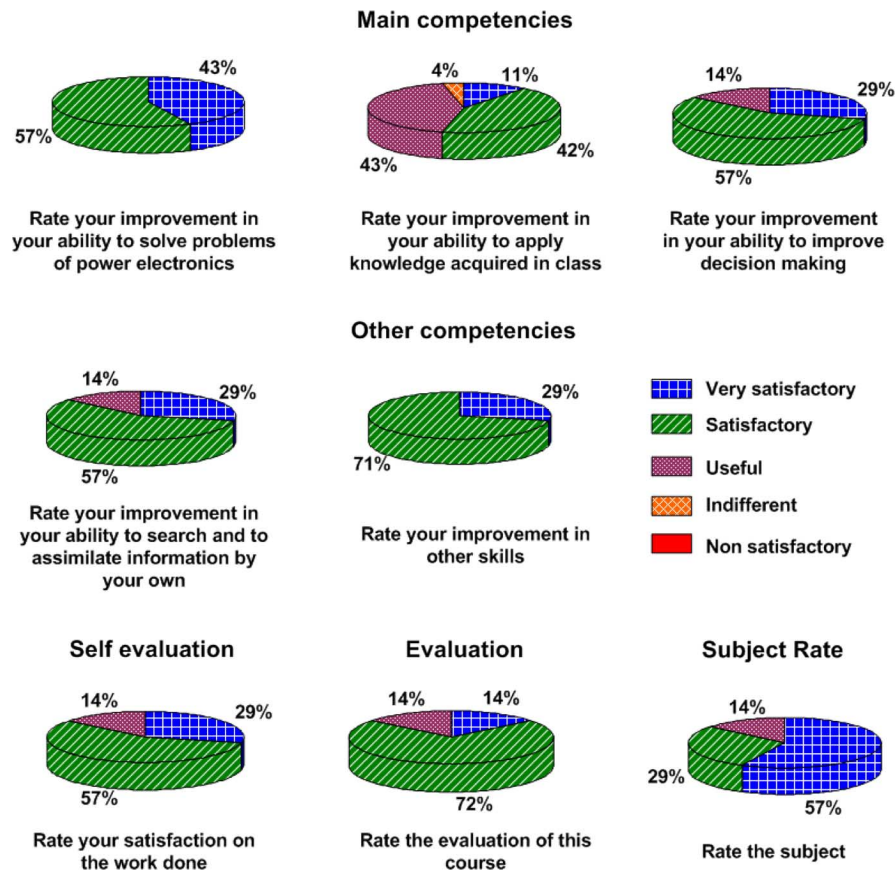 Main competencies
43%
57%
Rate your improvement in
your ability to solve problems
of power electronics
4%
11%
43%
42%
Rate your improvement in
your ability to apply
knowledge acquired in class
14%
29%
57%
Rate your improvement
in your ability to improve
decision making
Other competencies
14%
29%
57%
Rate your improvement in
your ability to search and to
assimilate information by
your own
29%
71%
Rate your improvement in
other skills
Very satisfactory
Satisfactory
Useful
Indifferent
Non satisfactory
Self evaluation
14%
29%
57%
Rate your satisfaction on
the work done
Evaluation
14%
14%
72%
Rate the evaluation of this
course
Subject Rate
14%
29%
57%
Rate the subject